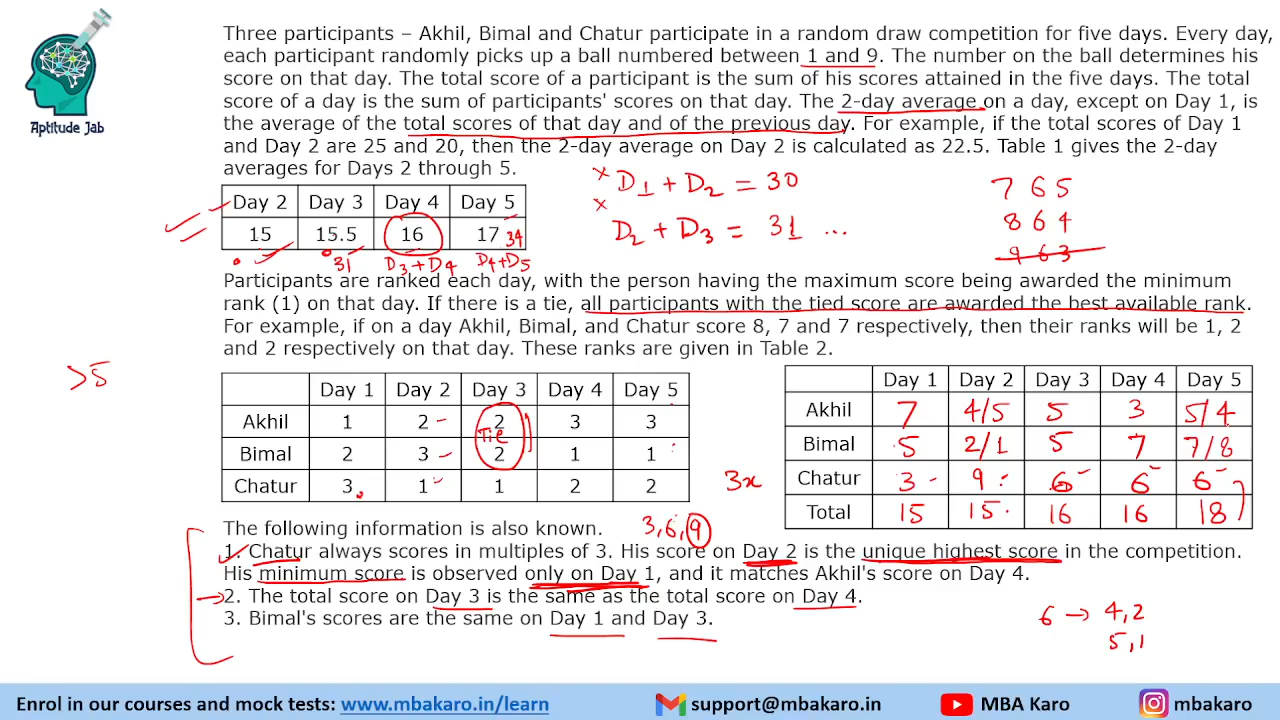 Three participants – Akhil, Bimal and Chatur participate in a random draw competition for five days. Every day,
each participant randomly picks up a ball numbered between 1 and 9. The number on the ball determines his
score on that day. The total score of a participant is the sum of his scores attained in the five days. The total
score of a day is the sum of participants' scores on that day. The 2-day average on a day, except on Day 1, is
the average of the total scores of that day and of the previous day. For example, if the total scores of Day 1
and Day 2 are 25 and 20, then the 2-day average on Day 2 is calculated as 22.5. Table 1 gives the 2-day
averages for Days 2 through 5.
Aptitude Jab
x D1 + D2 = 30
x D2 + D3 = 31 ...
7 6 5
8 6 4
9 6 3
Day 2 Day 3 Day 4 Day 5
15 15.5 16 17 34
31 D3+D4 D4+D5
Participants are ranked each day, with the person having the maximum score being awarded the minimum
rank (1) on that day. If there is a tie, all participants with the tied score are awarded the best available rank.
For example, if on a day Akhil, Bimal, and Chatur score 8, 7 and 7 respectively, then their ranks will be 1, 2
and 2 respectively on that day. These ranks are given in Table 2.
>5
Day 1 Day 2 Day 3 Day 4 Day 5
Akhil 1 2 2 3 3
Tie
Bimal 2 3 2 1 1
Chatur 3 1 1 2 2
3x
Day 1 Day 2 Day 3 Day 4 Day 5
Akhil 7 4/5 5 3 5/4
Bimal 5 2/1 5 7 7/8
Chatur 3 9 6 6 6
Total 15 15 16 16 18
The following information is also known. 3,6,9
1. Chatur always scores in multiples of 3. His score on Day 2 is the unique highest score in the competition.
His minimum score is observed only on Day 1, and it matches Akhil's score on Day 4.
2. The total score on Day 3 is the same as the total score on Day 4.
3. Bimal's scores are the same on Day 1 and Day 3.
6 → 4,2
5,1
Enrol in our courses and mock tests: www.mbakaro.in/learn support@mbakaro.in MBA Karo mbakaro